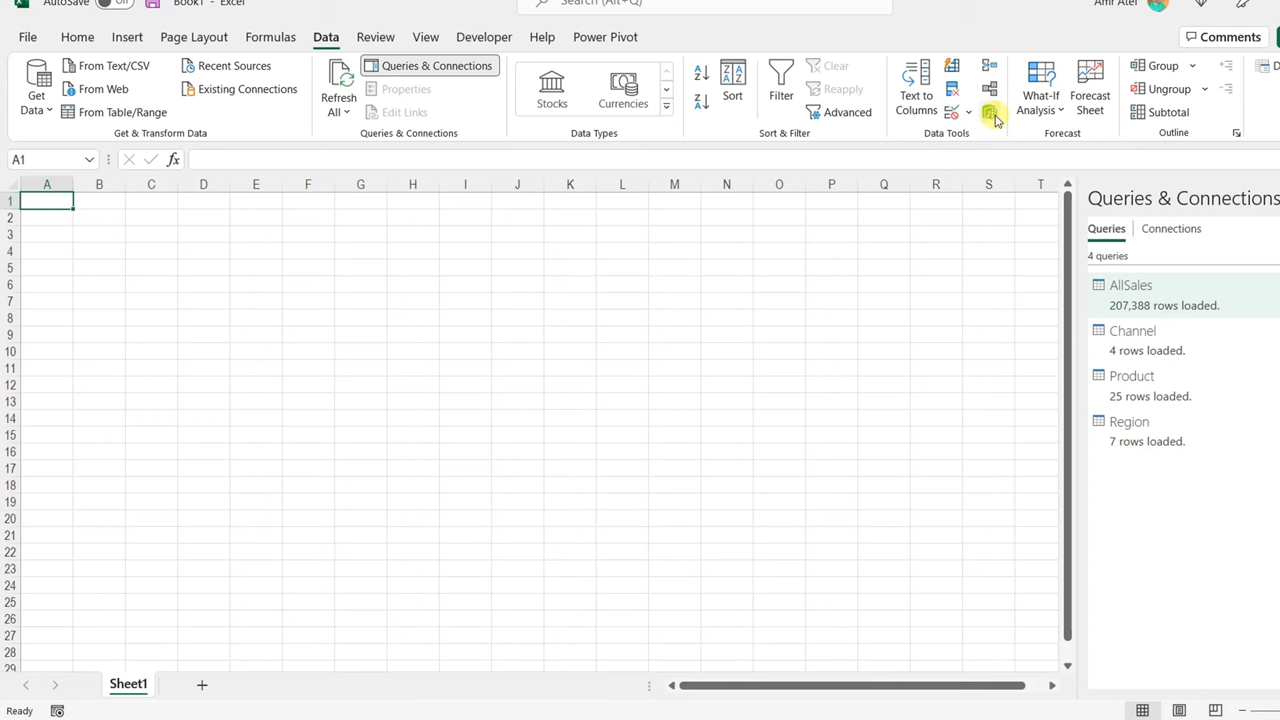 AutoSave Off Book1 - Excel Search (Alt+Q) Amr Atef
File Home Insert Page Layout Formulas Data Review View Developer Help Power Pivot Comments
Get Data
From Text/CSV
From Web
From Table/Range
Recent Sources
Existing Connections
Get & Transform Data
Refresh All
Queries & Connections
Properties
Edit Links
Queries & Connections
Stocks
Currencies
Data Types
Sort
Filter
Clear
Reapply
Advanced
Sort & Filter
Text to Columns
Data Tools
What-If Analysis
Forecast Sheet
Forecast
Group
Ungroup
Subtotal
Outline
A1 fx
A B C D E F G H I J K L M N O P Q R S T
1
2
3
4
5
6
7
8
9
10
11
12
13
14
15
16
17
18
19
20
21
22
23
24
25
26
27
28
29
Queries & Connections
Queries Connections
4 queries
AllSales
207,388 rows loaded.
Channel
4 rows loaded.
Product
25 rows loaded.
Region
7 rows loaded.
Sheet1
Ready